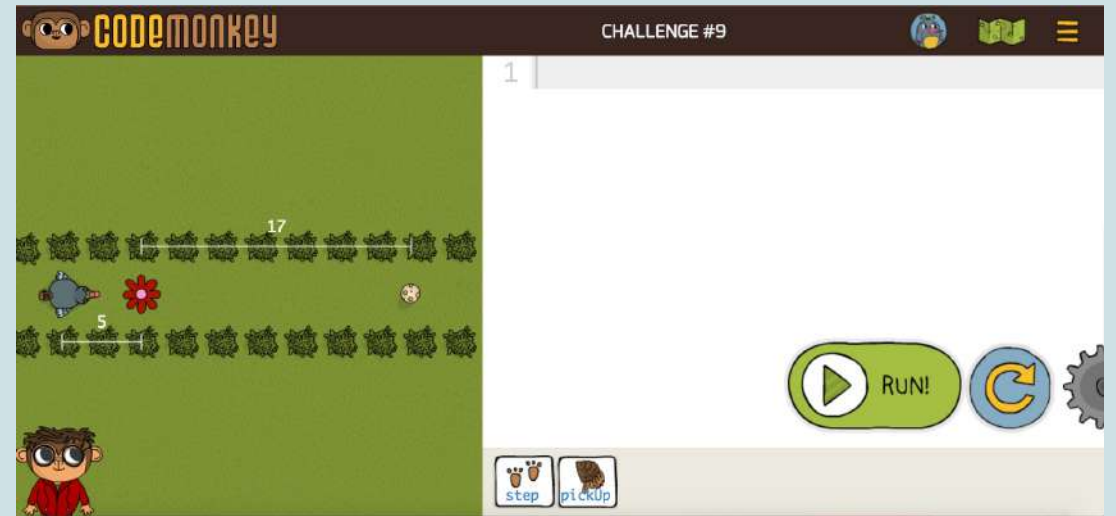 CODEMONKEY
CHALLENGE #9
1
17
5
RUN!
step
pickUp